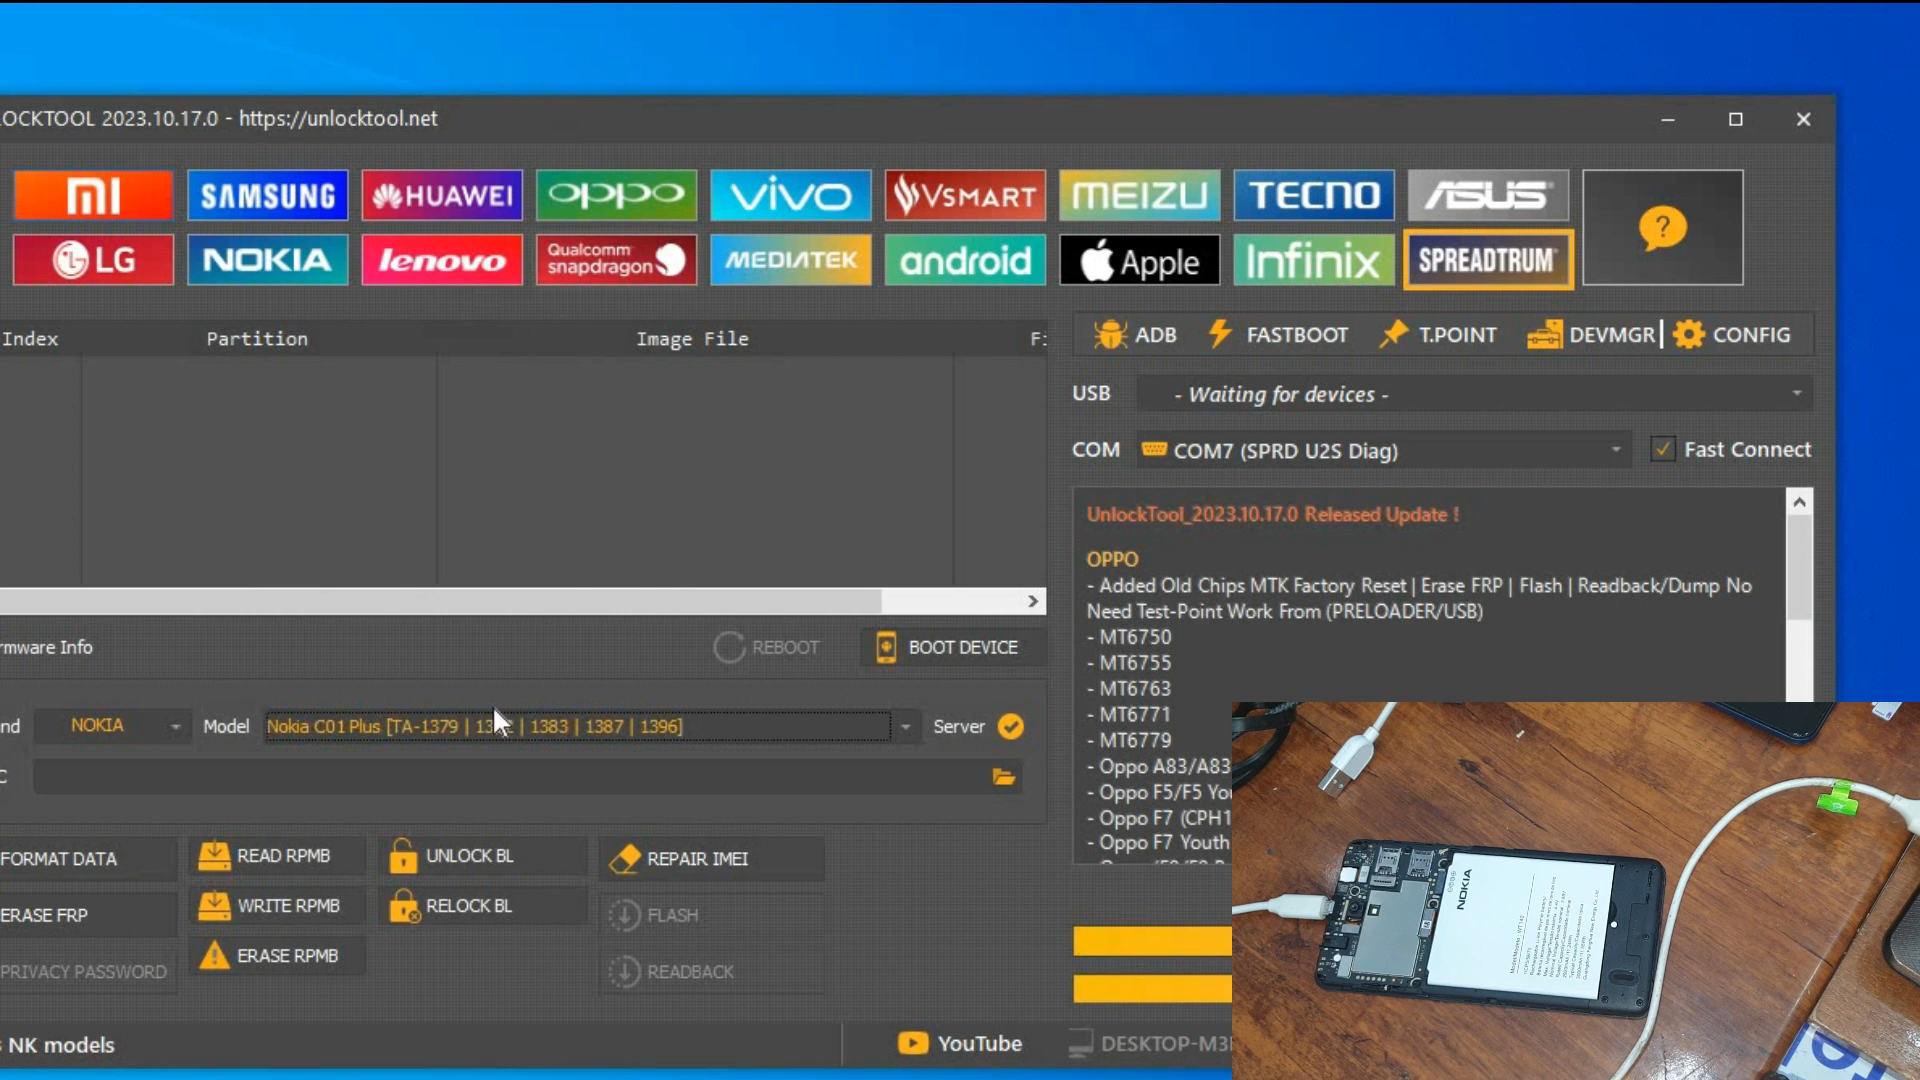 OCKTOOL 2023.10.17.0 - https://unlocktool.net
mi
SAMSUNG
HUAWEI
oppo
vivo
VSMART
MEIZU
TECNO
ASUS
?
LG
NOKIA
lenovo
Qualcomm snapdragon
MEDIATEK
android
Apple
Infinix
SPREADTRUM
Index
Partition
Image File
Fi
ADB
FASTBOOT
T.POINT
DEVMGR
CONFIG
USB
- Waiting for devices -
COM
COM7 (SPRD U2S Diag)
Fast Connect
UnlockTool_2023.10.17.0 Released Update !
OPPO
- Added Old Chips MTK Factory Reset | Erase FRP | Flash | Readback/Dump No
Need Test-Point Work From (PRELOADER/USB)
- MT6750
- MT6755
- MT6763
- MT6771
- MT6779
- Oppo A83/A83
- Oppo F5/F5 You
- Oppo F7 (CPH1
- Oppo F7 Youth
rmware Info
REBOOT
BOOT DEVICE
nd
NOKIA
Model
Nokia C01 Plus [TA-1379 | | 1383 | 1387 | 1396]
Server
C
FORMAT DATA
READ RPMB
UNLOCK BL
REPAIR IMEI
ERASE FRP
WRITE RPMB
RELOCK BL
FLASH
PRIVACY PASSWORD
ERASE RPMB
READBACK
NK models
YouTube
DESKTOP-M3
NOKIA